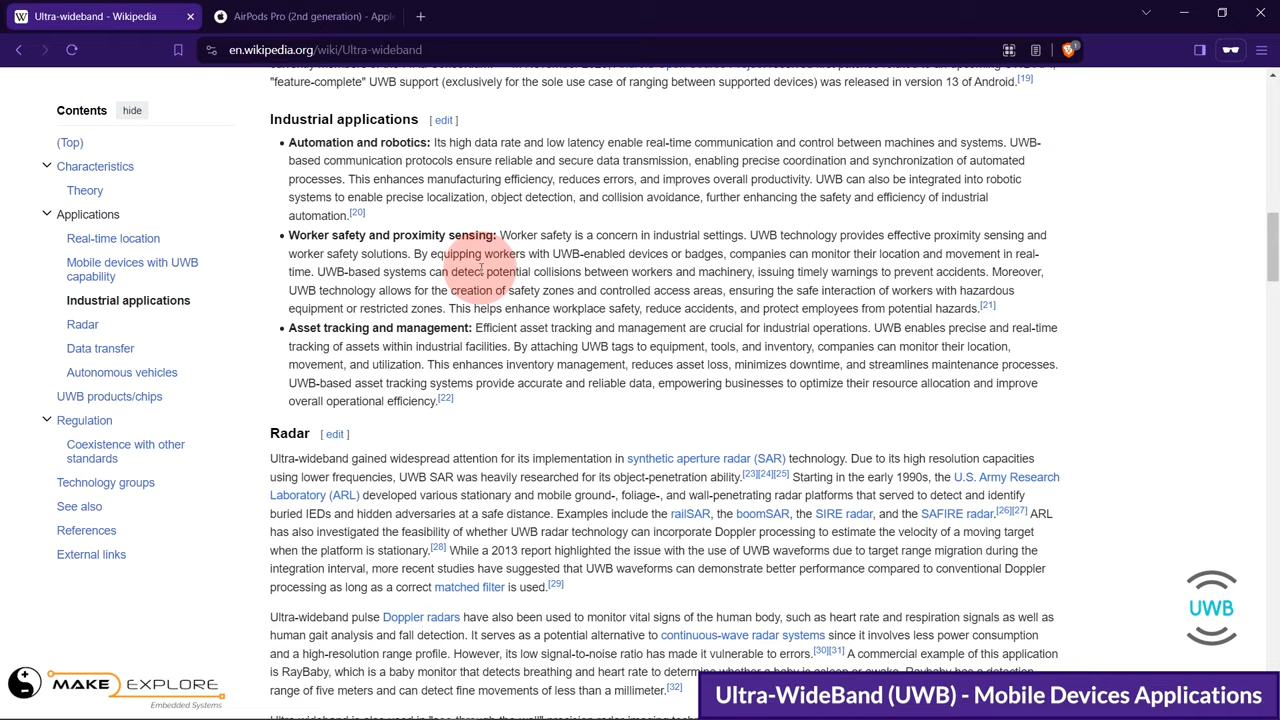 Ultra-wideband - Wikipedia
AirPods Pro (2nd generation) - Apple
en.wikipedia.org/wiki/Ultra-wideband
Contents hide
(Top)
Characteristics
Theory
Applications
Real-time location
Mobile devices with UWB
capability
Industrial applications
Radar
Data transfer
Autonomous vehicles
UWB products/chips
Regulation
Coexistence with other
standards
Technology groups
See also
References
External links
"feature-complete" UWB support (exclusively for the sole use case of ranging between supported devices) was released in version 13 of Android.[19]
Industrial applications [ edit ]
• Automation and robotics: Its high data rate and low latency enable real-time communication and control between machines and systems. UWB-
based communication protocols ensure reliable and secure data transmission, enabling precise coordination and synchronization of automated
processes. This enhances manufacturing efficiency, reduces errors, and improves overall productivity. UWB can also be integrated into robotic
systems to enable precise localization, object detection, and collision avoidance, further enhancing the safety and efficiency of industrial
automation.[20]
• Worker safety and proximity sensing: Worker safety is a concern in industrial settings. UWB technology provides effective proximity sensing and
worker safety solutions. By equipping workers with UWB-enabled devices or badges, companies can monitor their location and movement in real-
time. UWB-based systems can detect potential collisions between workers and machinery, issuing timely warnings to prevent accidents. Moreover,
UWB technology allows for the creation of safety zones and controlled access areas, ensuring the safe interaction of workers with hazardous
equipment or restricted zones. This helps enhance workplace safety, reduce accidents, and protect employees from potential hazards.[21]
• Asset tracking and management: Efficient asset tracking and management are crucial for industrial operations. UWB enables precise and real-time
tracking of assets within industrial facilities. By attaching UWB tags to equipment, tools, and inventory, companies can monitor their location,
movement, and utilization. This enhances inventory management, reduces asset loss, minimizes downtime, and streamlines maintenance processes.
UWB-based asset tracking systems provide accurate and reliable data, empowering businesses to optimize their resource allocation and improve
overall operational efficiency.[22]
Radar [ edit ]
Ultra-wideband gained widespread attention for its implementation in synthetic aperture radar (SAR) technology. Due to its high resolution capacities
using lower frequencies, UWB SAR was heavily researched for its object-penetration ability.[23][24][25] Starting in the early 1990s, the U.S. Army Research
Laboratory (ARL) developed various stationary and mobile ground-, foliage-, and wall-penetrating radar platforms that served to detect and identify
buried IEDs and hidden adversaries at a safe distance. Examples include the railSAR, the boomSAR, the SIRE radar, and the SAFIRE radar.[26][27] ARL
has also investigated the feasibility of whether UWB radar technology can incorporate Doppler processing to estimate the velocity of a moving target
when the platform is stationary.[28] While a 2013 report highlighted the issue with the use of UWB waveforms due to target range migration during the
integration interval, more recent studies have suggested that UWB waveforms can demonstrate better performance compared to conventional Doppler
processing as long as a correct matched filter is used.[29]
Ultra-wideband pulse Doppler radars have also been used to monitor vital signs of the human body, such as heart rate and respiration signals as well as
human gait analysis and fall detection. It serves as a potential alternative to continuous-wave radar systems since it involves less power consumption
and a high-resolution range profile. However, its low signal-to-noise ratio has made it vulnerable to errors.[30][31] A commercial example of this application
is RayBaby, which is a baby monitor that detects breathing and heart rate to determine
range of five meters and can detect fine movements of less than a millimeter.[32]
UWB
MAKE EXPLORE
Embedded Systems
Ultra-WideBand (UWB) - Mobile Devices Applications